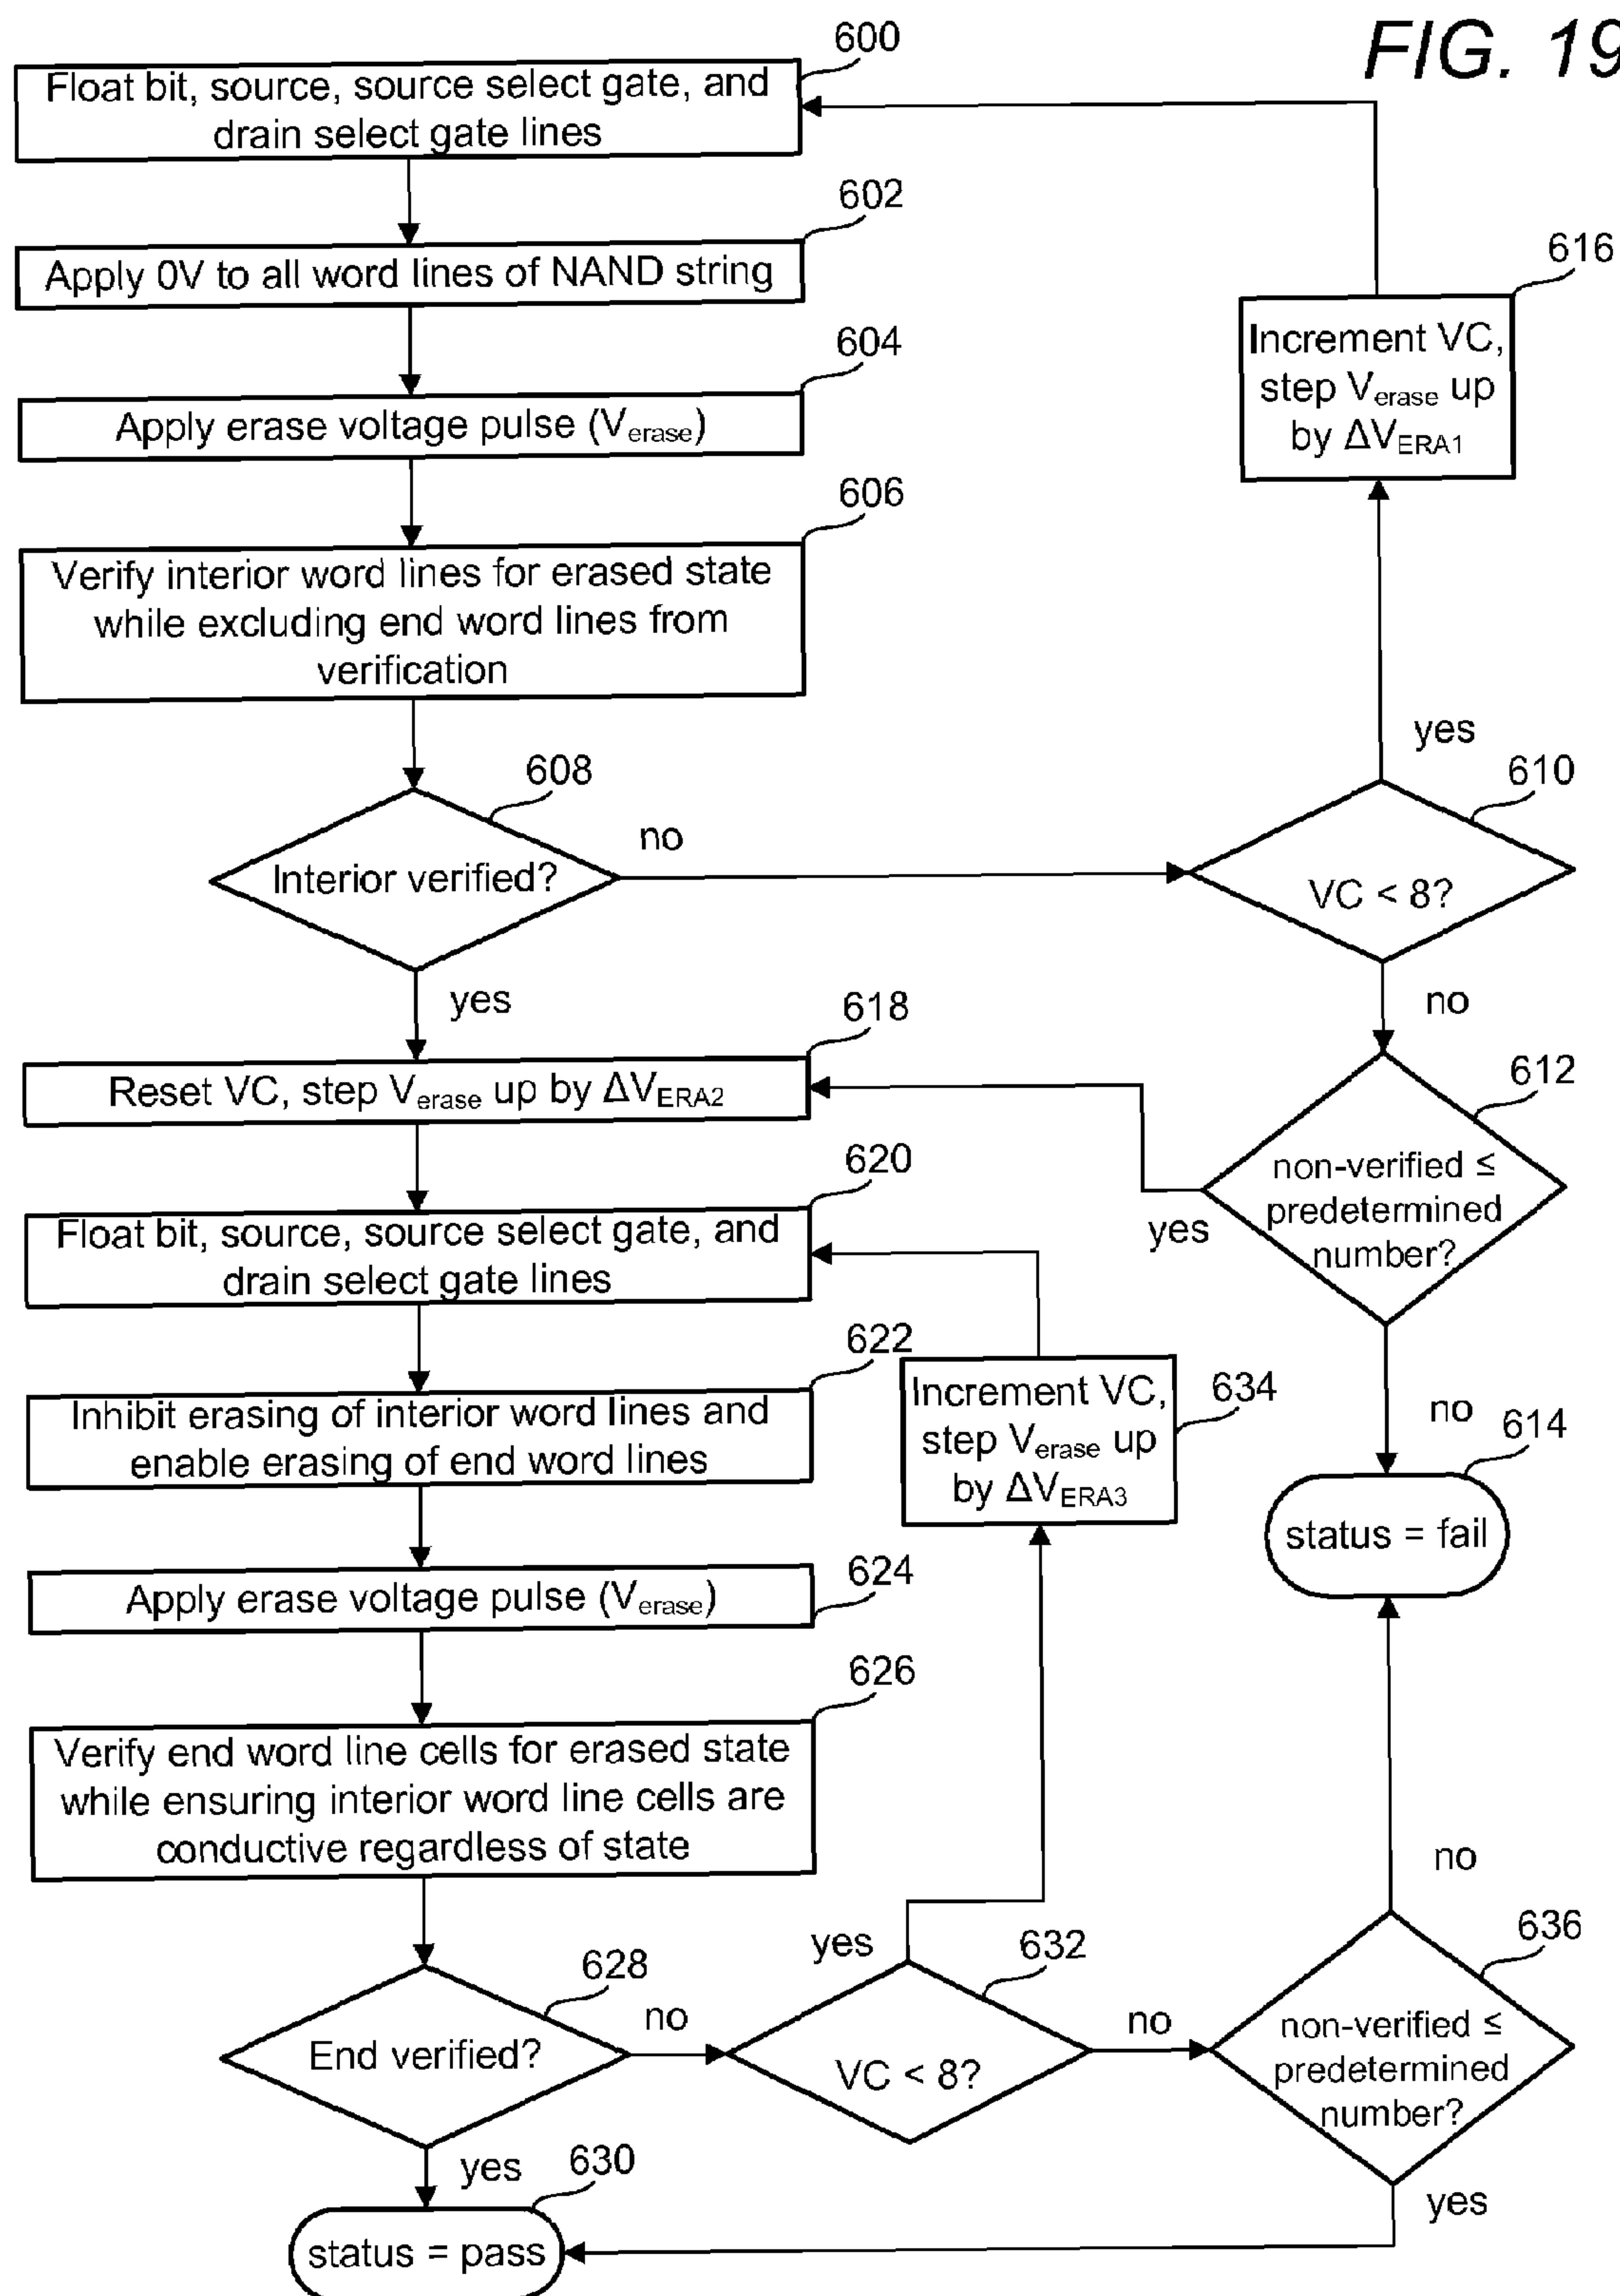 FIG. 19
600
Float bit, source, source select gate, and
drain select gate lines
602
Apply 0V to all word lines of NAND string
616
Increment VC,
step Verase up
by ΔVERA1
604
Apply erase voltage pulse (Verase)
606
Verify interior word lines for erased state
while excluding end word lines from
verification
yes
608
Interior verified?
no
610
VC < 8?
yes
no
618
Reset VC, step Verase up by ΔVERA2
612
non-verified ≤
predetermined
number?
yes
no
620
Float bit, source, source select gate, and
drain select gate lines
622
Inhibit erasing of interior word lines and
enable erasing of end word lines
634
Increment VC,
step Verase up
by ΔVERA3
614
status = fail
624
Apply erase voltage pulse (Verase)
626
Verify end word line cells for erased state
while ensuring interior word line cells are
conductive regardless of state
no
628
End verified?
no
yes
632
VC < 8?
no
636
non-verified ≤
predetermined
number?
yes
630
yes
status = pass